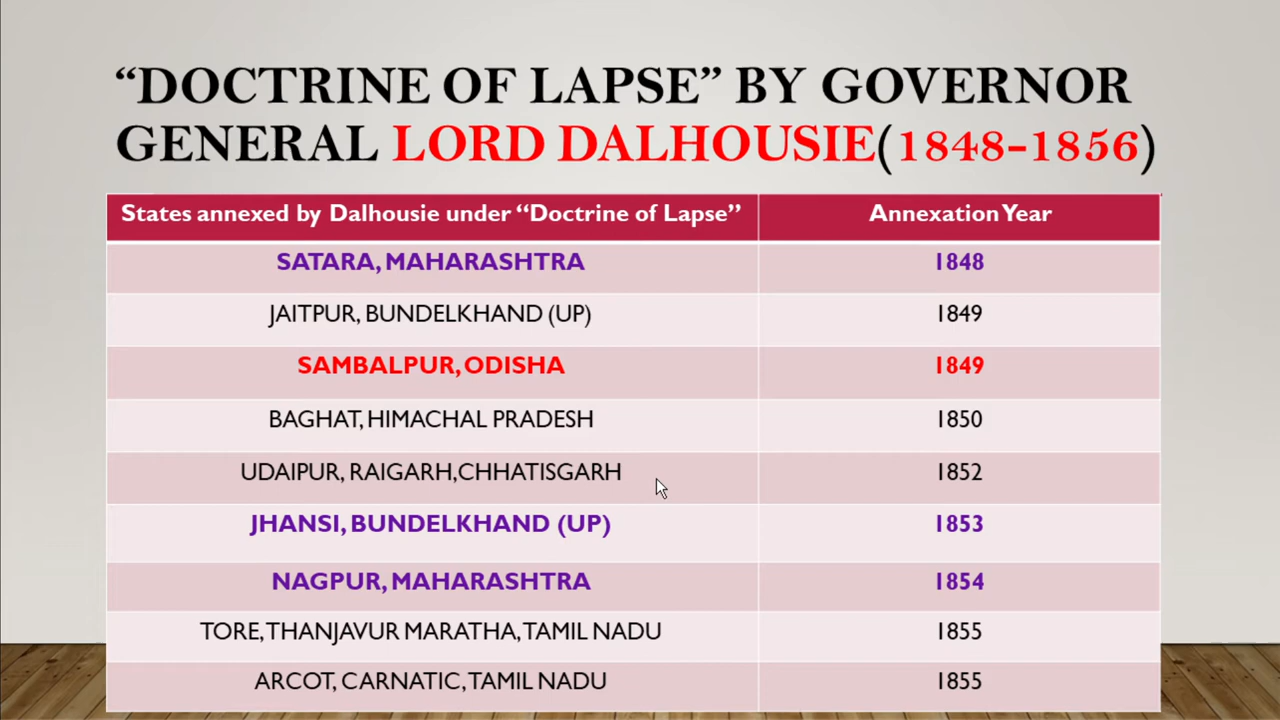 “DOCTRINE OF LAPSE” BY GOVERNOR
GENERAL LORD DALHOUSIE(1848-1856)
States annexed by Dalhousie under “Doctrine of Lapse” Annexation Year
SATARA, MAHARASHTRA 1848
JAITPUR, BUNDELKHAND (UP) 1849
SAMBALPUR, ODISHA 1849
BAGHAT, HIMACHAL PRADESH 1850
UDAIPUR, RAIGARH,CHHATISGARH 1852
JHANSI, BUNDELKHAND (UP) 1853
NAGPUR, MAHARASHTRA 1854
TORE, THANJAVUR MARATHA, TAMIL NADU 1855
ARCOT, CARNATIC, TAMIL NADU 1855